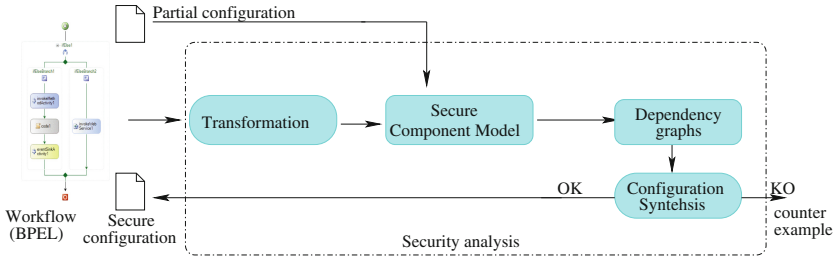 Partial configuration
Transformation
Secure
Component Model
Dependency
graphs
Configuration
Syntehsis
OK
KO
counter
example
Workflow
(BPEL)
Secure
configuration
Security analysis